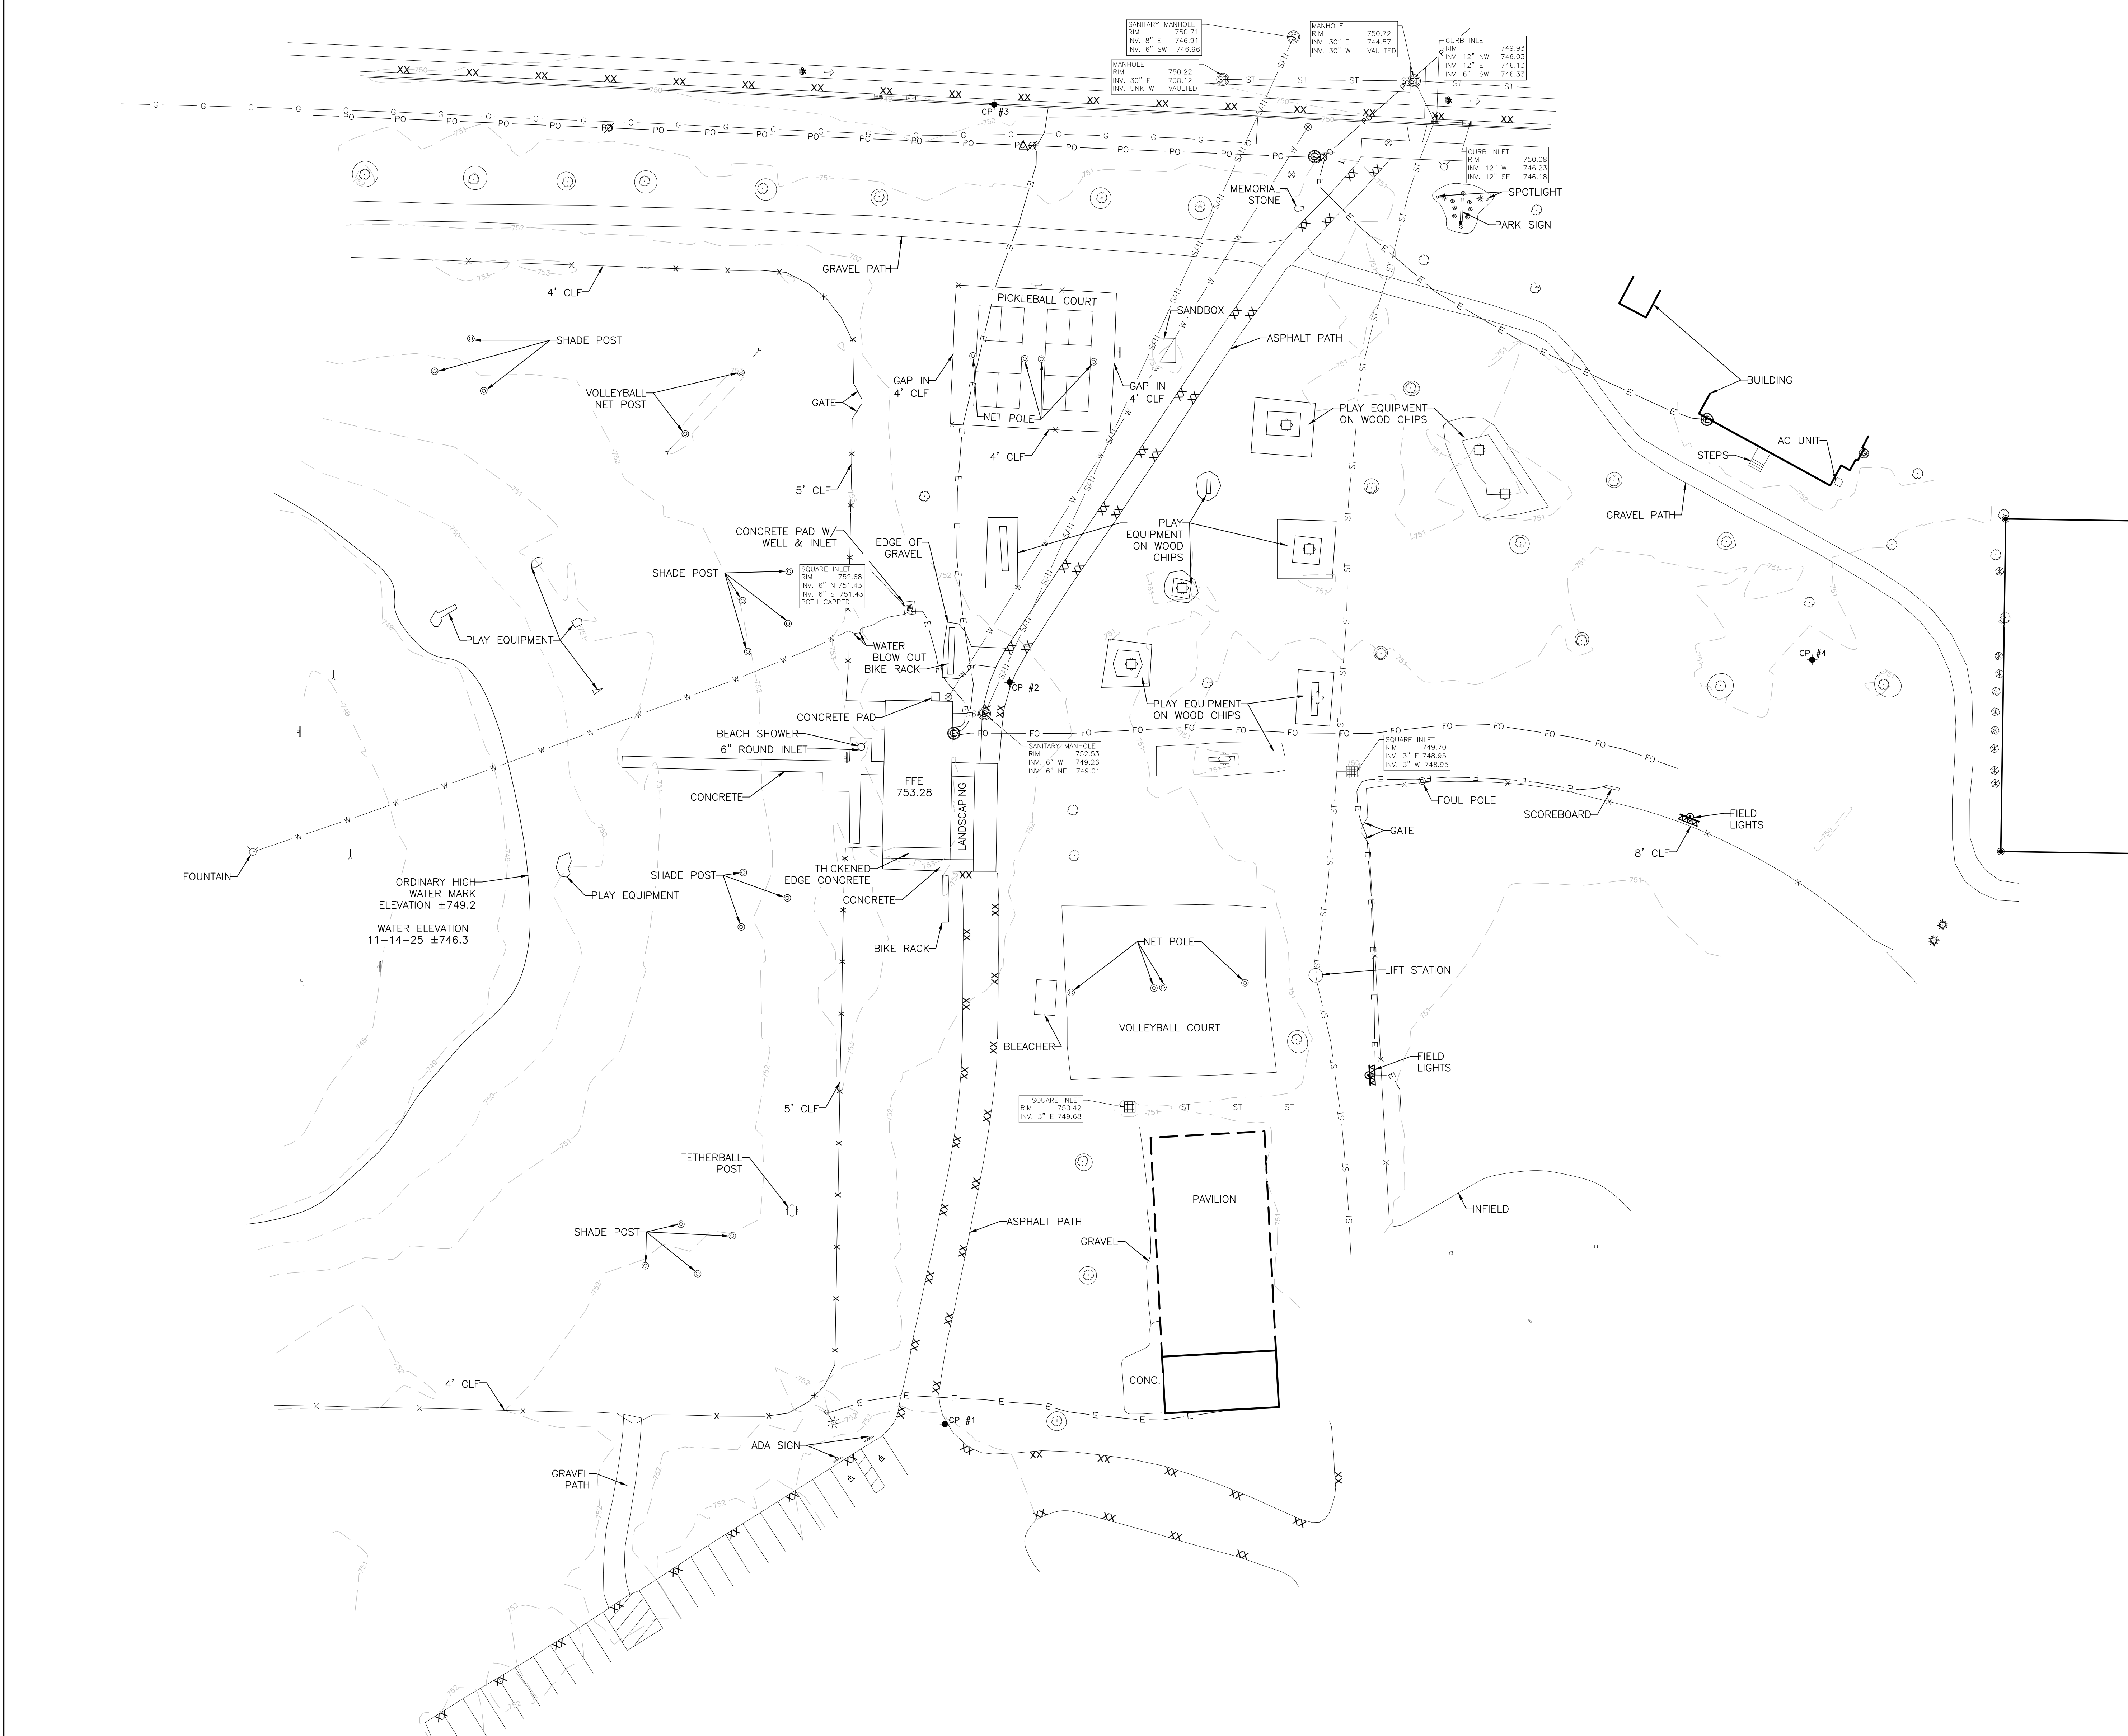 SANITARY MANHOLE
RIM 750.71
INV. 8" E 746.91
INV. 6" SW 746.96
MANHOLE
RIM 750.72
INV. 30" E 744.57
INV. 30" W VAULTED
CURB INLET
RIM 749.93
INV. 12" NW 746.03
INV. 12" E 746.13
INV. 6" SW 746.33
MANHOLE
RIM 750.22
INV. 30" E 738.12
INV. UNK W VAULTED
CP #3
CURB INLET
RIM 750.08
INV. 12" W 746.23
INV. 12" SE 746.18
MEMORIAL
STONE
SPOTLIGHT
PARK SIGN
GRAVEL PATH
4' CLF
PICKLEBALL COURT
SANDBOX
ASPHALT PATH
SHADE POST
VOLLEYBALL
NET POST
GATE
GAP IN
4' CLF
GAP IN
4' CLF
NET POLE
4' CLF
BUILDING
PLAY EQUIPMENT
ON WOOD CHIPS
AC UNIT
STEPS
5' CLF
GRAVEL PATH
CONCRETE PAD W/
WELL & INLET
EDGE OF
GRAVEL
PLAY
EQUIPMENT
ON WOOD
CHIPS
SHADE POST
SQUARE INLET
RIM 752.68
INV. 6" N 751.43
INV. 6" S 751.43
BOTH CAPPED
PLAY EQUIPMENT
WATER
BLOW OUT
BIKE RACK
CP #4
CP #2
PLAY EQUIPMENT
ON WOOD CHIPS
CONCRETE PAD
BEACH SHOWER
6" ROUND INLET
SANITARY MANHOLE
RIM 752.53
INV. 6" W 749.26
INV. 6" NE 749.01
SQUARE INLET
RIM 749.70
INV. 3" E 748.95
INV. 3" W 748.95
FFE
753.28
CONCRETE
LANDSCAPING
FOUL POLE
SCOREBOARD
FIELD
LIGHTS
GATE
8' CLF
FOUNTAIN
ORDINARY HIGH
WATER MARK
ELEVATION ±749.2
WATER ELEVATION
11-14-25 ±746.3
PLAY EQUIPMENT
SHADE POST
THICKENED
EDGE CONCRETE
CONCRETE
BIKE RACK
NET POLE
LIFT STATION
VOLLEYBALL COURT
BLEACHER
FIELD
LIGHTS
5' CLF
SQUARE INLET
RIM 750.42
INV. 3" E 749.68
TETHERBALL
POST
PAVILION
SHADE POST
ASPHALT PATH
GRAVEL
INFIELD
4' CLF
CONC.
CP #1
ADA SIGN
GRAVEL
PATH